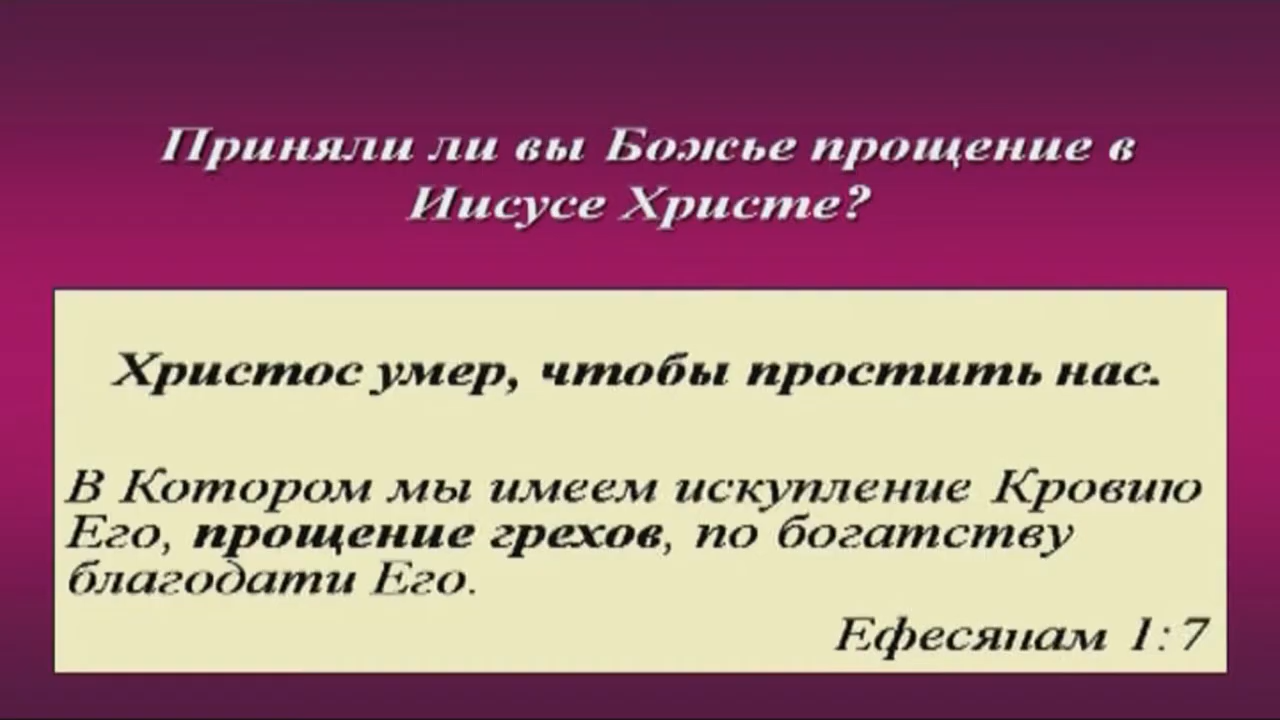 Приняли ли вы Божье прощение в
Иисусе Христе?
Христос умер, чтобы простить нас.
В Котором мы имеем искупление Кровию
Его, прощение грехов, по богатству
благодати Его.
Ефесянам 1:7